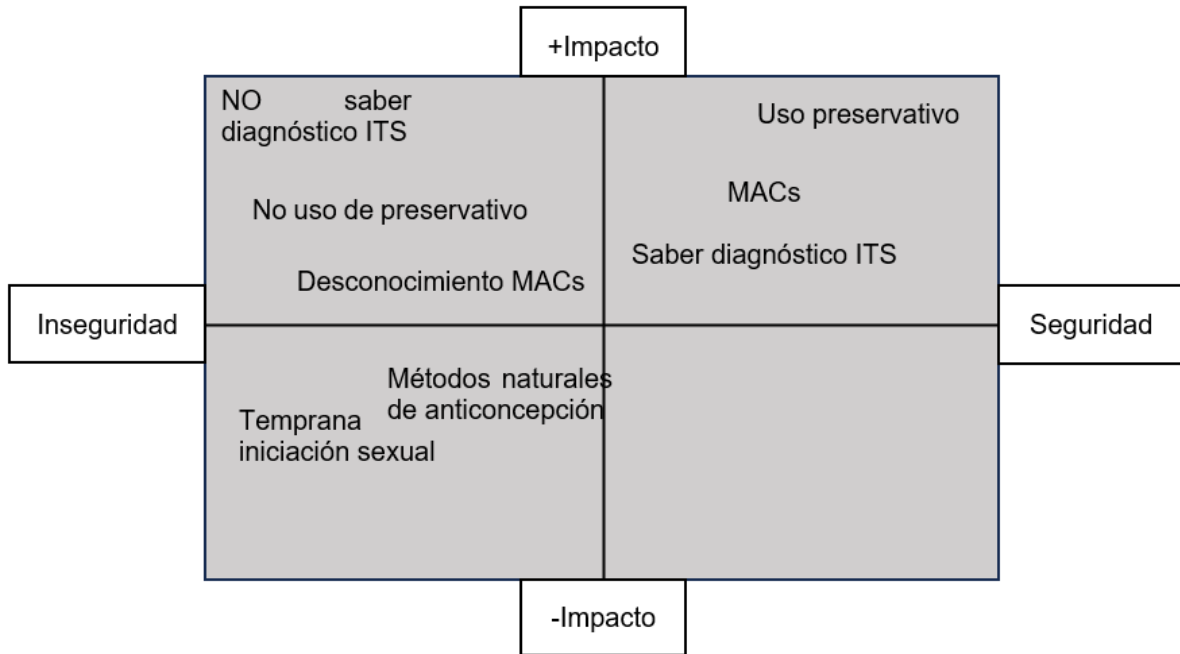 +Impacto
NO saber
diagnóstico ITS
Uso preservativo
MACs
No uso de preservativo
Saber diagnóstico ITS
Desconocimiento MACs
Inseguridad
Seguridad
Métodos naturales
de anticoncepción
Temprana
iniciación sexual
-Impacto